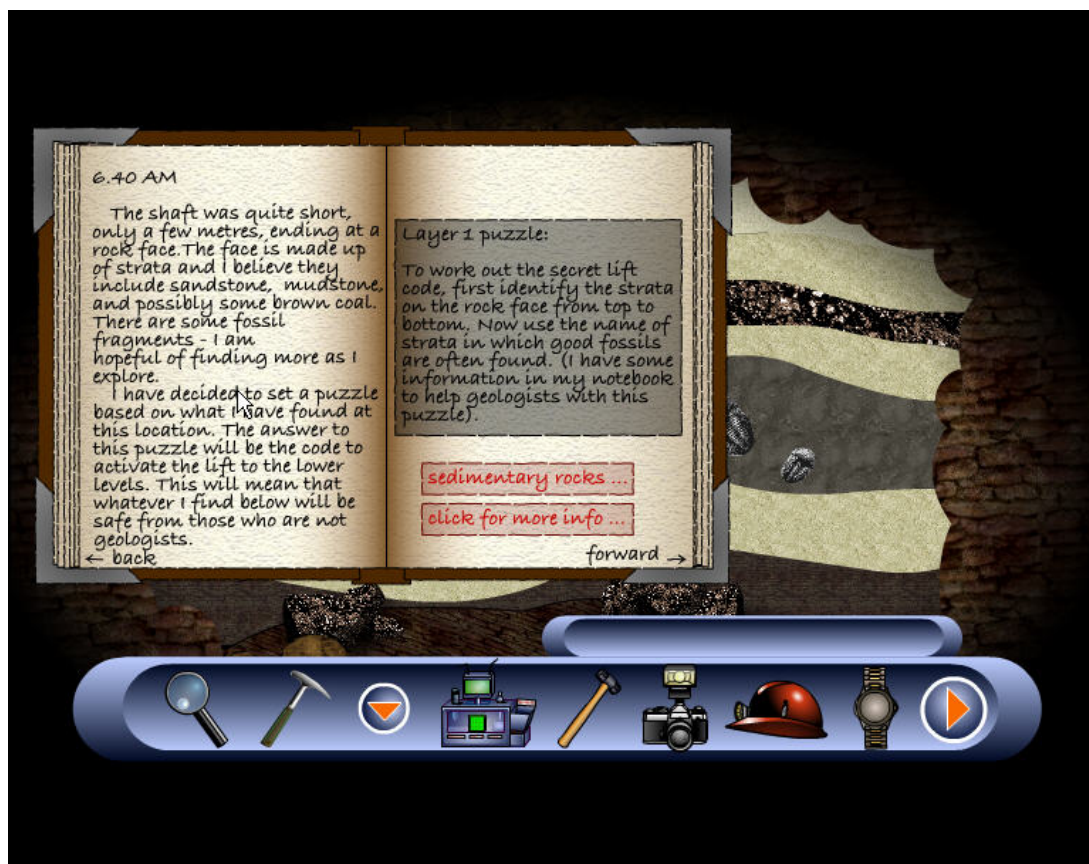 6.40 AM
The shaft was quite short,
only a few metres, ending at a
rock face.The face is made up
of strata and I believe they
include sandstone, mudstone,
and possibly some brown coal.
There are some fossil
fragments - I am
hopeful of finding more as I
explore.
I have decided to set a puzzle
based on what I have found at
this location. The answer to
this puzzle will be the code to
activate the lift to the lower
levels. This will mean that
whatever I find below will be
safe from those who are not
geologists.
← back
Layer 1 puzzle:
To work out the secret lift
code, first identify the strata
on the rock face from top to
bottom. Now use the name of
strata in which good fossils
are often found. (I have some
information in my notebook
to help geologists with this
puzzle).
sedimentary rocks ...
click for more info ...
forward →